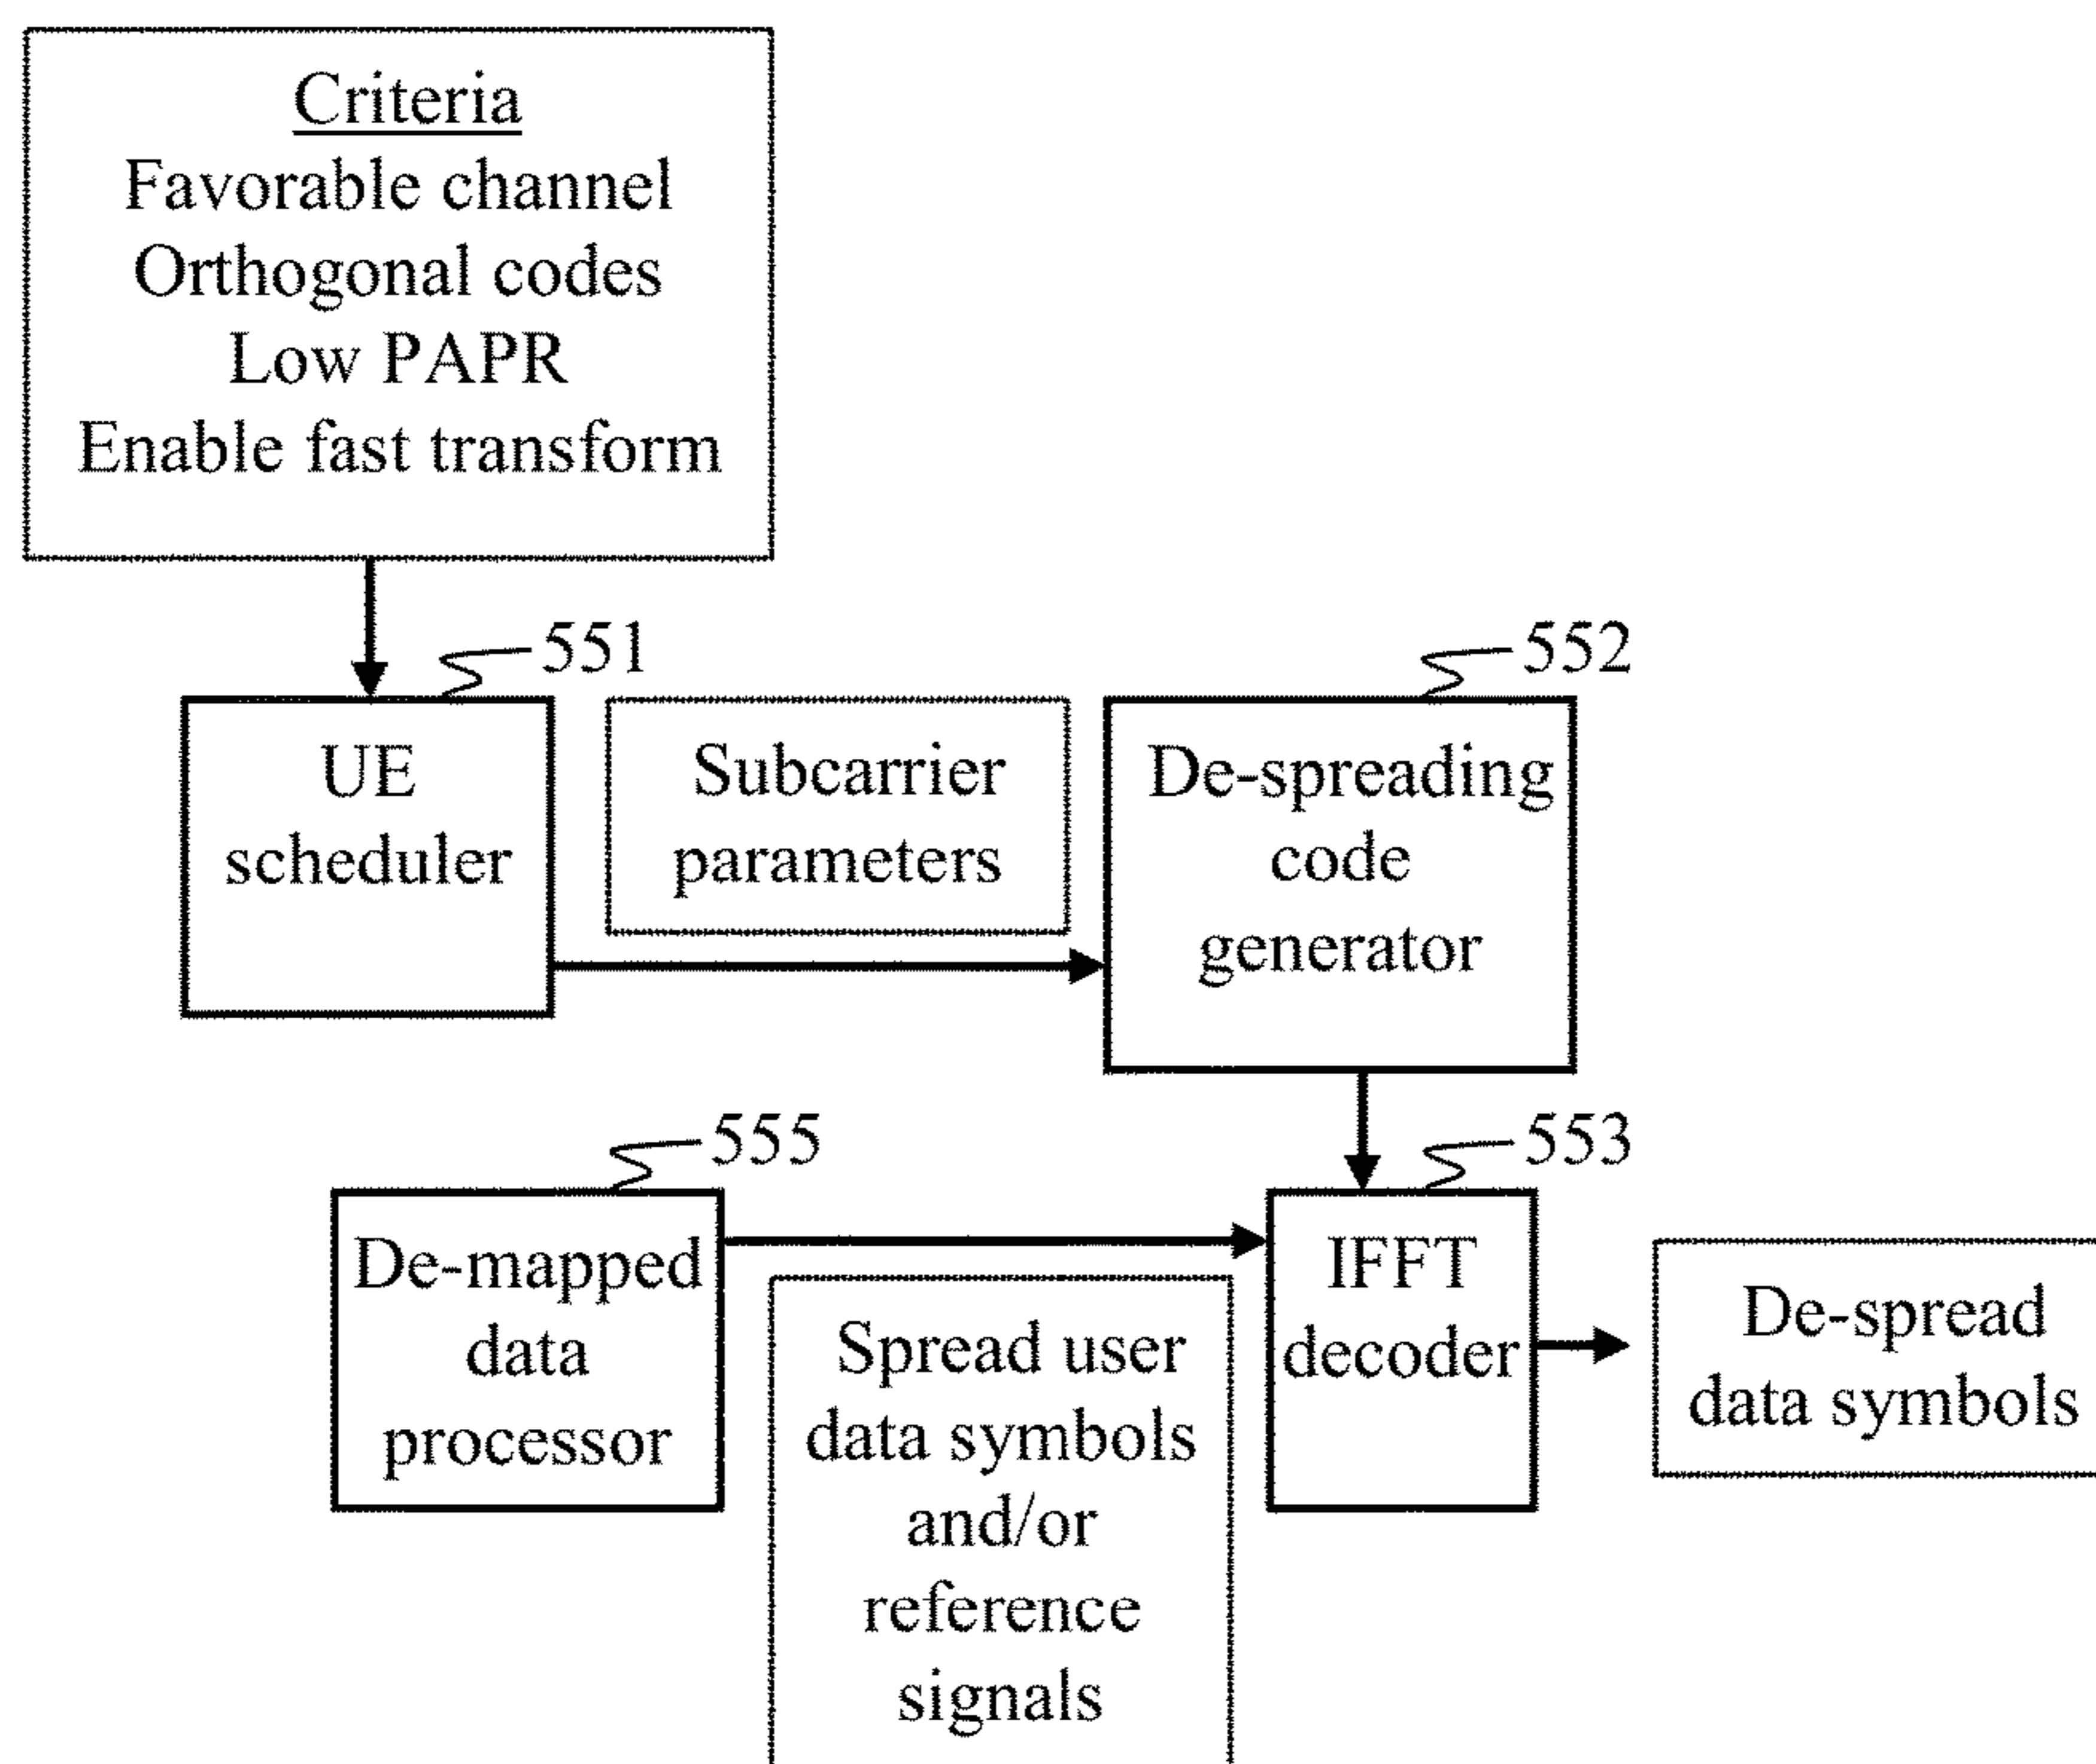 Criteria
Favorable channel
Orthogonal codes
Low PAPR
Enable fast transform
551
UE
scheduler
Subcarrier
parameters
552
De-spreading
code
generator
555
De-mapped
data
processor
Spread user
data symbols
and/or
reference
signals
553
IFFT
decoder
De-spread
data symbols